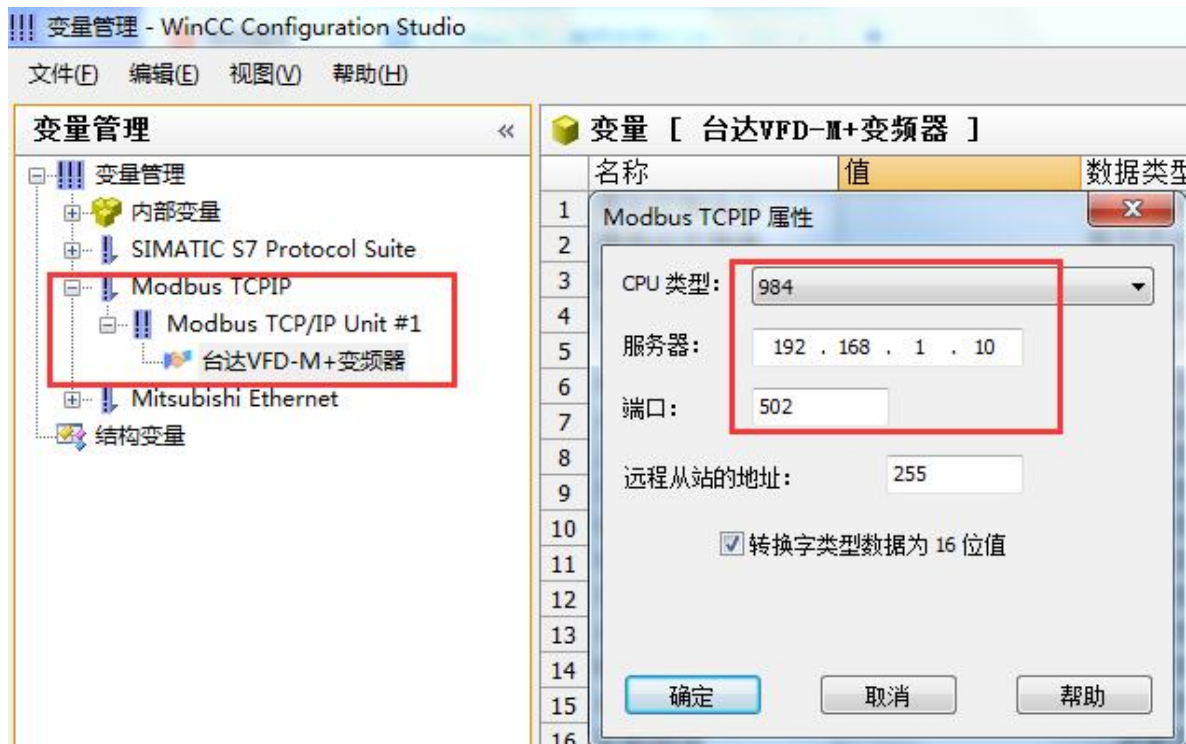 变量管理 - WinCC Configuration Studio
文件(F) 编辑(E) 视图(V) 帮助(H)
变量管理 «
变量管理
内部变量
SIMATIC S7 Protocol Suite
Modbus TCPIP
Modbus TCP/IP Unit #1
台达VFD-M+变频器
Mitsubishi Ethernet
结构变量
变量 [ 台达VFD-M+变频器 ]
名称 值 数据类型
1
2
3
4
5
6
7
8
9
10
11
12
13
14
15
16
Modbus TCPIP 属性
CPU 类型: 984
服务器: 192 . 168 . 1 . 10
端口: 502
远程从站的地址: 255
转换字类型数据为 16 位值
确定 取消 帮助